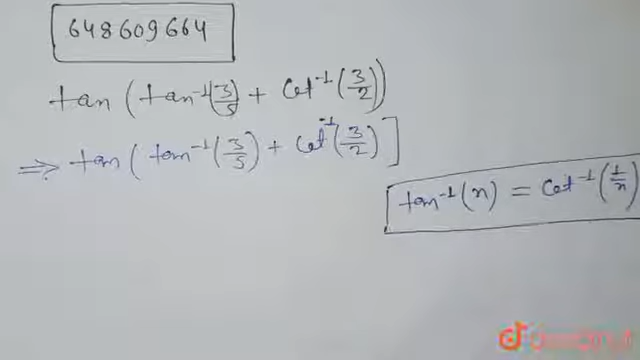 648609664
tan (tan⁻¹(3/5) + Cot⁻¹(3/2))
⇒ tan (tan⁻¹(3/5) + Cot⁻¹(3/2)]
tan⁻¹(x) = Cot⁻¹(1/x)